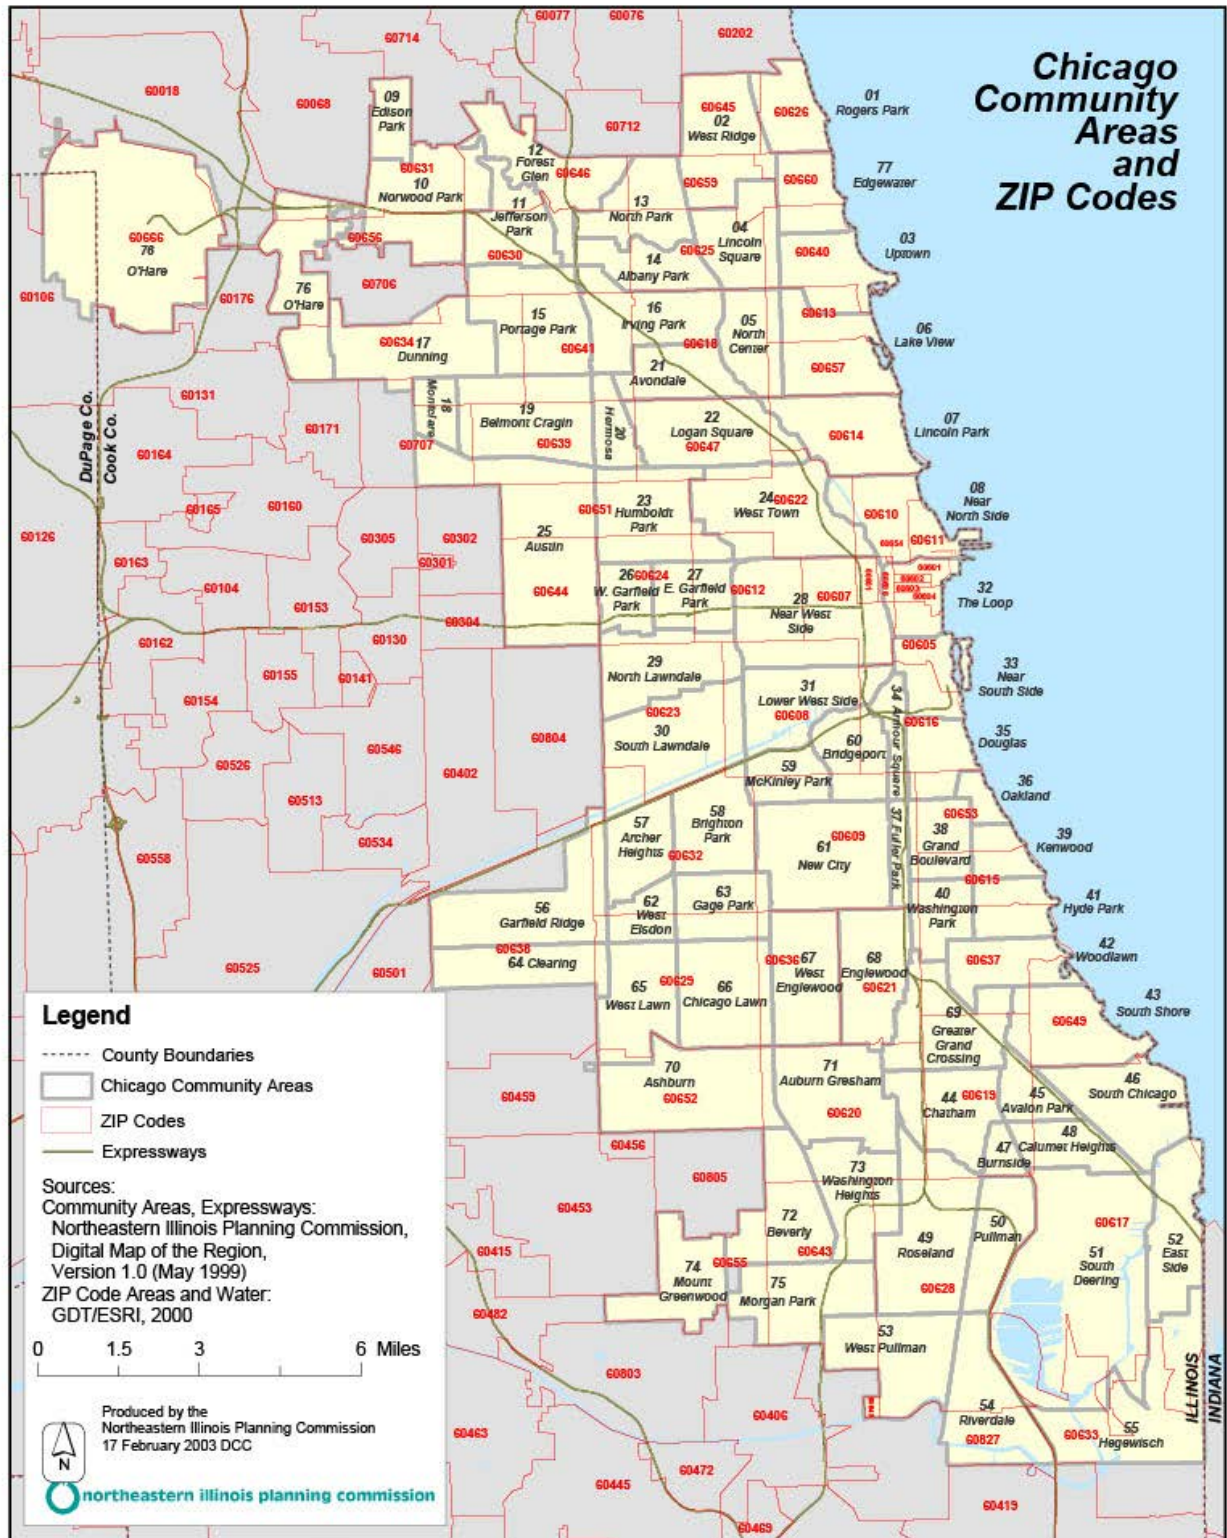 Chicago
Community
Areas
and
ZIP Codes
60077
60076
60202
60714
60018
60068
09
Edison
Park
60645
02
West Ridge
60626
01
Rogers Park
60712
12
Forest
Glen
60646
60631
10
Norwood Park
60659
60660
77
Edgewater
11
Jefferson
Park
13
North Park
04
Lincoln
Square
60666
76
O'Hare
60656
60630
60625
60640
03
Uptown
14
Albany Park
60106
60176
76
O'Hare
60706
15
Portage Park
16
Irving Park
05
North
Center
60613
06
Lake View
60634
17
Dunning
60641
60618
21
Avondale
60657
DuPage Co.
Cook Co.
60131
18
Montclare
19
Belmont Cragin
20
Hermosa
22
Logan Square
60647
60614
07
Lincoln Park
60171
60707
60639
60164
60165
60160
60651
23
Humboldt
Park
24
West Town
60622
60610
08
Near
North Side
60126
60305
60302
25
Austin
60654
60611
60163
60301
60104
60644
26
W. Garfield
Park
60624
27
E. Garfield
Park
60612
60607
60661
60606
60601
60602
60603
60604
32
The Loop
60153
60304
28
Near West
Side
60162
60130
60605
60155
60141
29
North Lawndale
33
Near
South Side
60154
31
Lower West Side
60608
34 Armour Square
60623
30
South Lawndale
60616
35
Douglas
60546
60804
60
Bridgeport
60526
60402
59
McKinley Park
36
Oakland
60513
57
Archer
Heights
58
Brighton
Park
37 Fuller Park
60653
38
Grand
Boulevard
39
Kenwood
60534
60558
60632
61
New City
60609
60615
40
Washington
Park
41
Hyde Park
56
Garfield Ridge
62
West
Elsdon
63
Gage Park
60638
64 Clearing
60636
67
West
Englewood
68
Englewood
60621
60637
42
Woodlawn
60525
60501
65
West Lawn
60629
66
Chicago Lawn
43
South Shore
69
Greater
Grand
Crossing
60649
70
Ashburn
60652
71
Auburn Gresham
60620
44
Chatham
60619
45
Avalon Park
46
South Chicago
60459
60456
47
Burnside
48
Calumet Heights
60805
73
Washington
Heights
60453
72
Beverly
60643
50
Pullman
60617
60415
60655
49
Roseland
51
South
Deering
52
East
Side
74
Mount
Greenwood
75
Morgan Park
60628
60482
53
West Pullman
60803
60406
54
Riverdale
60827
60633
55
Hegewisch
ILLINOIS
INDIANA
60463
60472
60445
60469
60419
Legend
County Boundaries
Chicago Community Areas
ZIP Codes
Expressways
Sources:
Community Areas, Expressways:
Northeastern Illinois Planning Commission,
Digital Map of the Region,
Version 1.0 (May 1999)
ZIP Code Areas and Water:
GDT/ESRI, 2000
0 1.5 3 6 Miles
N
Produced by the
Northeastern Illinois Planning Commission
17 February 2003 DCC
northeastern illinois planning commission